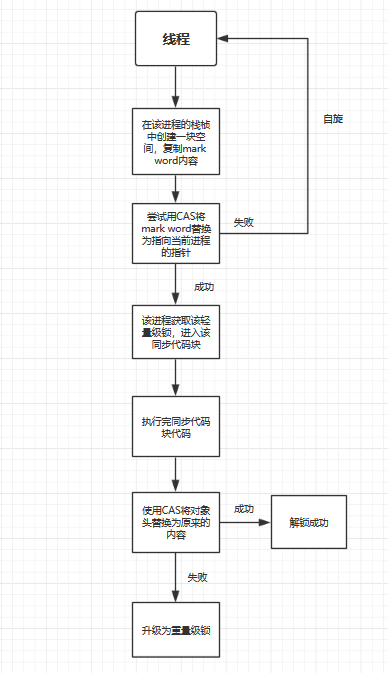 线程
自旋
在该进程的栈帧
中创建一块空
间，复制mark
word内容
尝试用CAS将
mark word替换
为指向当前进程
的指针
失败
成功
该进程获取该轻
量级锁，进入该
同步代码块
执行完同步代码
块代码
使用CAS将对象
头替换为原来的
内容
成功
解锁成功
失败
升级为重量级锁